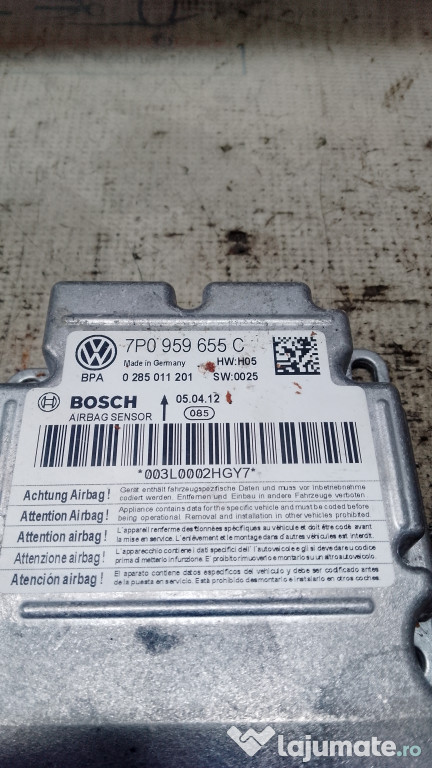 7P0 959 655 C
Made in Germany HW:H05
BPA 0 285 011 201 SW:0025
BOSCH 05.04.12
AIRBAG SENSOR 085
*003L0002HGY7*
Achtung Airbag! Gerät enthält fahrzeugspezifische Daten und muss vor Inbetriebnahme
codiert werden. Entfernen und Einbau in andere Fahrzeuge verboten.
Attention Airbag! Appliance contains data for the specific vehicle and must be coded before
being operational. Removal and installation in other vehicles prohibited.
Attention airbag! L'appareil renferme des données spécifiques au véhicule et doit être codé avant
la mise en service. L'enlèvement et le montage dans d'autres véhicules est interdit.
Attenzione airbag! L'apparecchio contiene i dati specifici dell' l'autoveicolo e gli si deve dare u codice
prima di metterlo infunzione. E' proibito rimuoverlo e montarlo su un altro autoveicolo.
Atención airbag! El aparato contiene datos específicos del vehículo y debe ser codificado antes
de la puesta en servicio. Está prohibido desmontarlo e instalarlo en otros coches.
lajumate.ro